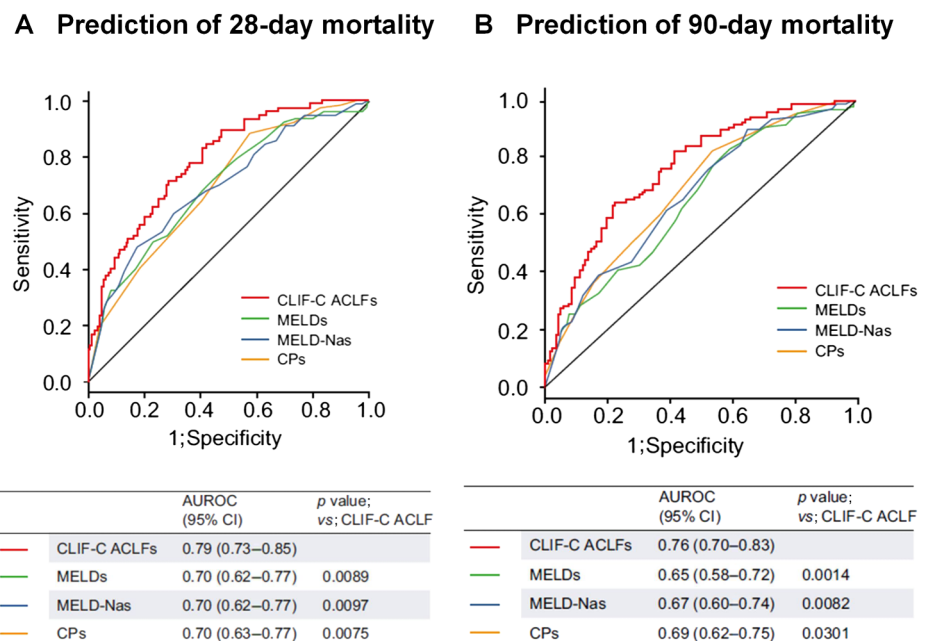 A Prediction of 28-day mortality
1.0
0.8
0.6
0.4
0.2
0.0
Sensitivity
CLIF-C ACLFs
MELDs
MELD-Nas
CPs
0.0 0.2 0.4 0.6 0.8 1.0
1;Specificity
AUROC p value;
(95% CI) vs; CLIF-C ACLF
CLIF-C ACLFs 0.79 (0.73–0.85)
MELDs 0.70 (0.62–0.77) 0.0089
MELD-Nas 0.70 (0.62–0.77) 0.0097
CPs 0.70 (0.63–0.77) 0.0075
B Prediction of 90-day mortality
1.0
0.8
0.6
0.4
0.2
0.0
Sensitivity
CLIF-C ACLFs
MELDs
MELD-Nas
CPs
0.0 0.2 0.4 0.6 0.8 1.0
1;Specificity
AUROC p value;
(95% CI) vs; CLIF-C ACLF
CLIF-C ACLFs 0.76 (0.70–0.83)
MELDs 0.65 (0.58–0.72) 0.0014
MELD-Nas 0.67 (0.60–0.74) 0.0082
CPs 0.69 (0.62–0.75) 0.0301